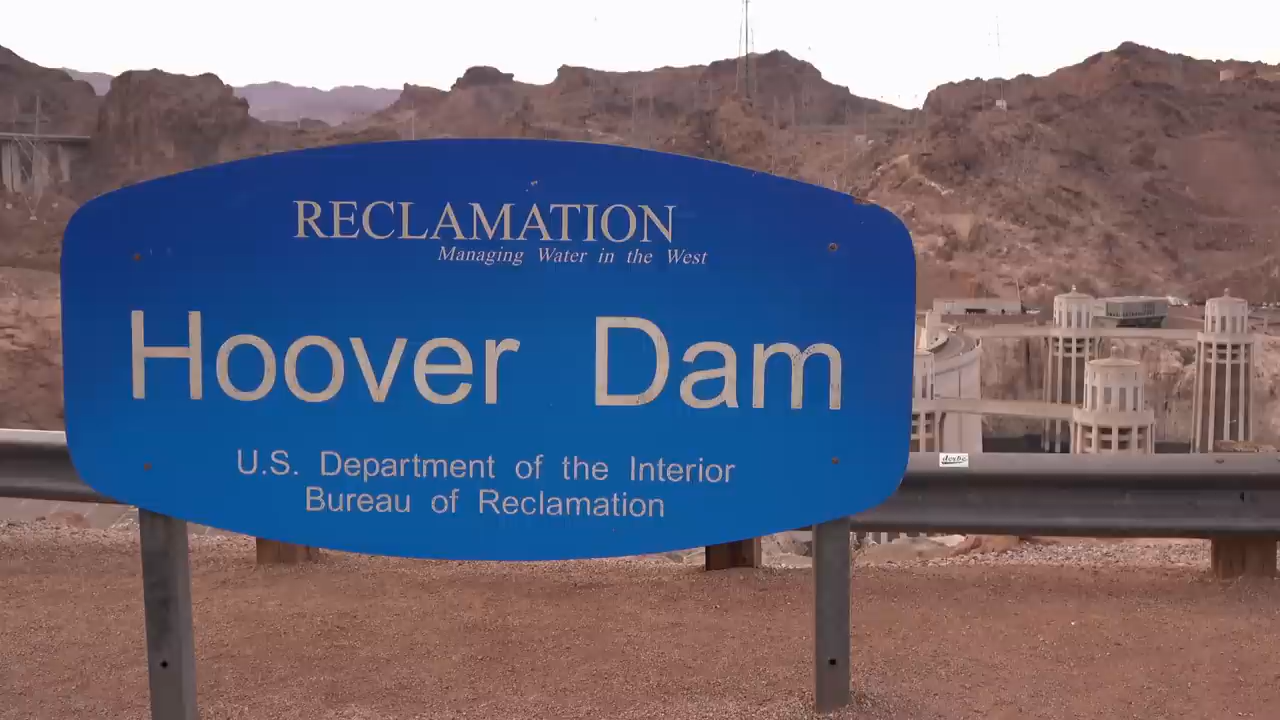 RECLAMATION
Managing Water in the West
Hoover Dam
U.S. Department of the Interior
Bureau of Reclamation